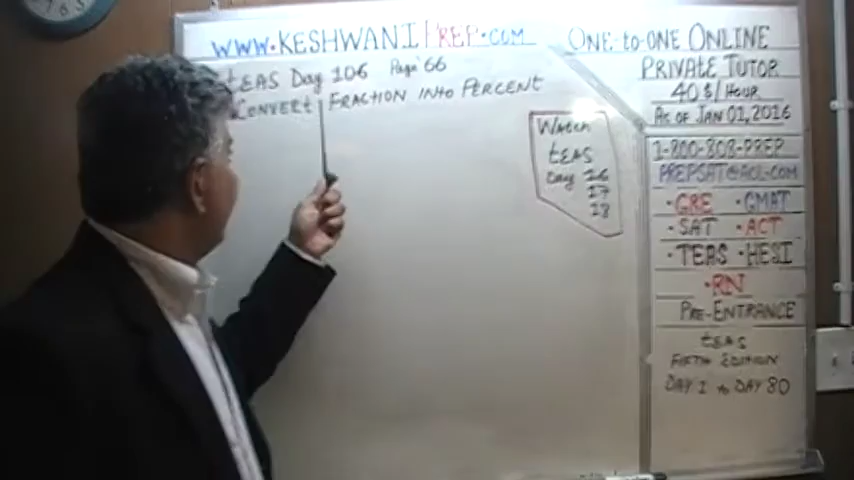 WWW.KESHWANIPREP.COM
TEAS Day 106 Page 66
CONVERT FRACTION INTO PERCENT
WATCH
TEAS
Day 16
17
18
ONE-to-ONE ONLINE
PRIVATE TUTOR
40$/HOUR
AS OF JAN 01, 2016
1-800-808-PREP
PREPSAT@AOL.COM
• GRE • GMAT
• SAT • ACT
• TEAS • HESI
• RN
PRE-ENTRANCE
TEAS
FIFTH EDITION
DAY 1 to DAY 80